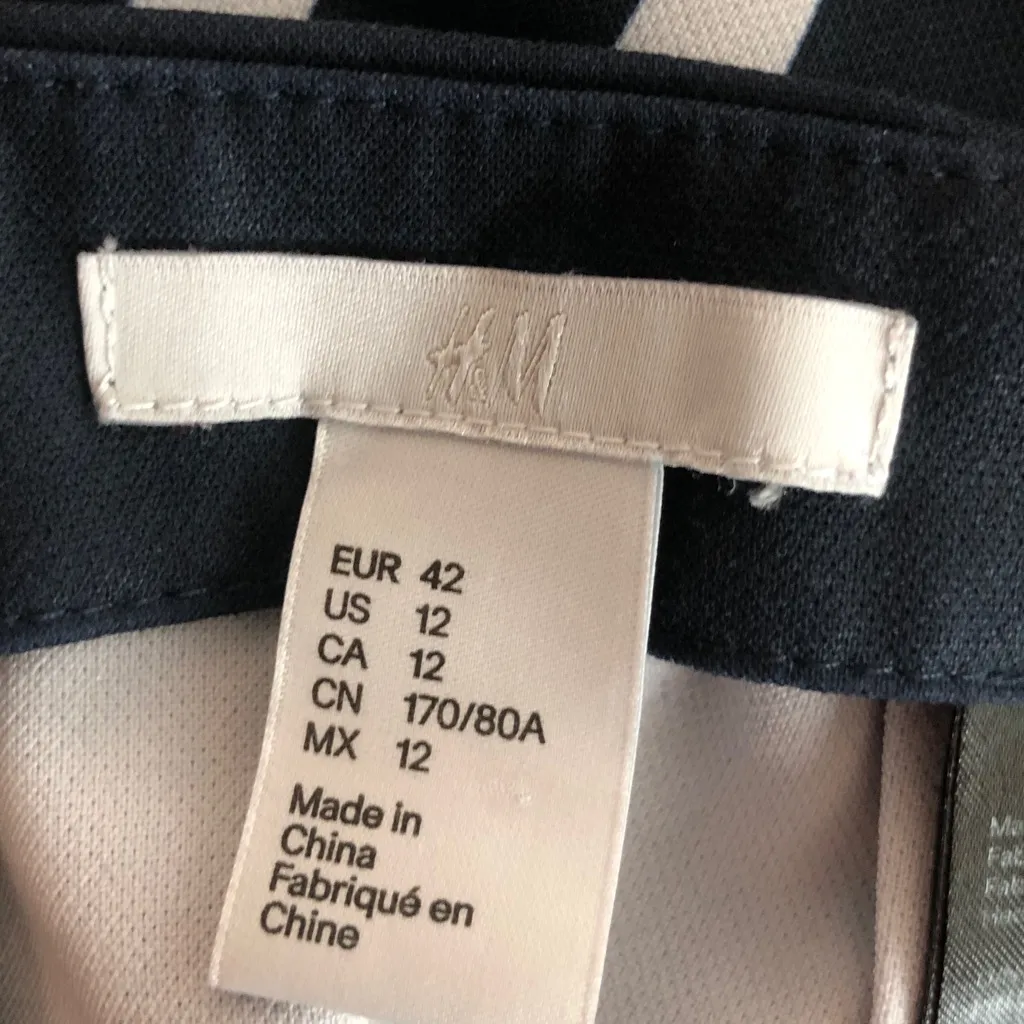 H&M
EUR 42
US 12
CA 12
CN 170/80A
MX 12
Made in
China
Fabriqué en
Chine